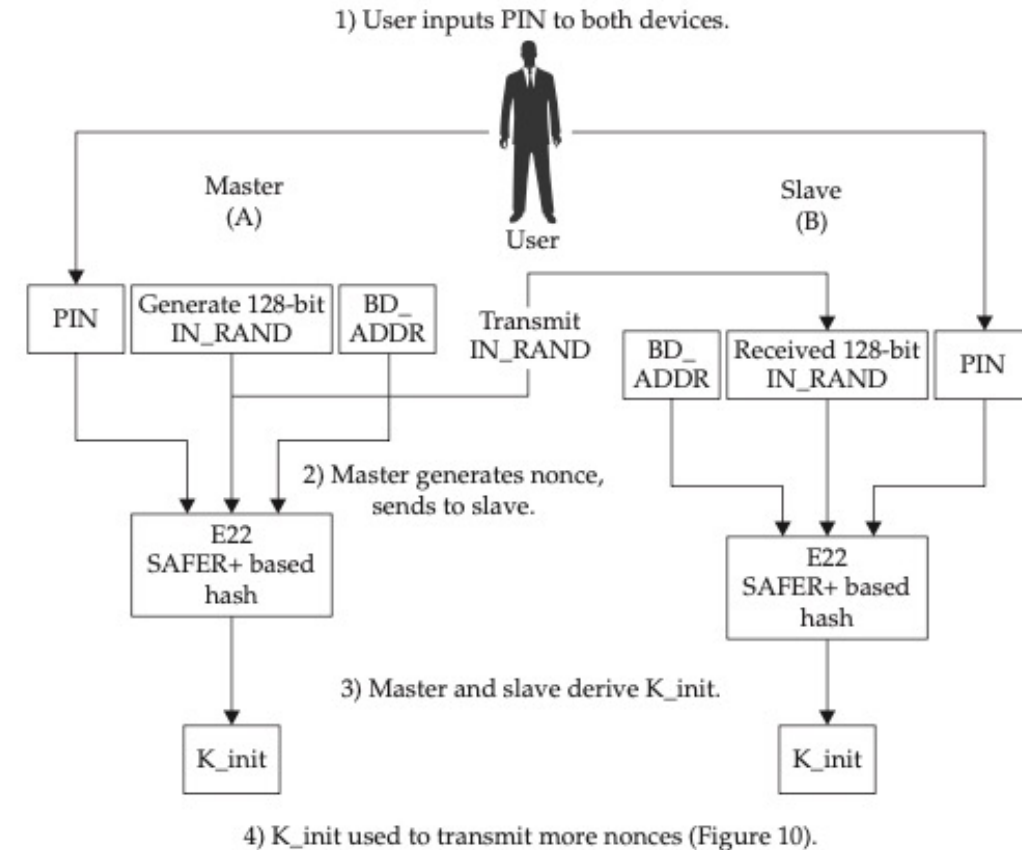 1) User inputs PIN to both devices.
Master
(A)
User
Slave
(B)
PIN
Generate 128-bit
IN_RAND
BD_
ADDR
Transmit
IN_RAND
BD_
ADDR
Received 128-bit
IN_RAND
PIN
2) Master generates nonce,
sends to slave.
E22
SAFER+ based
hash
E22
SAFER+ based
hash
3) Master and slave derive K_init.
K_init
K_init
4) K_init used to transmit more nonces (Figure 10).